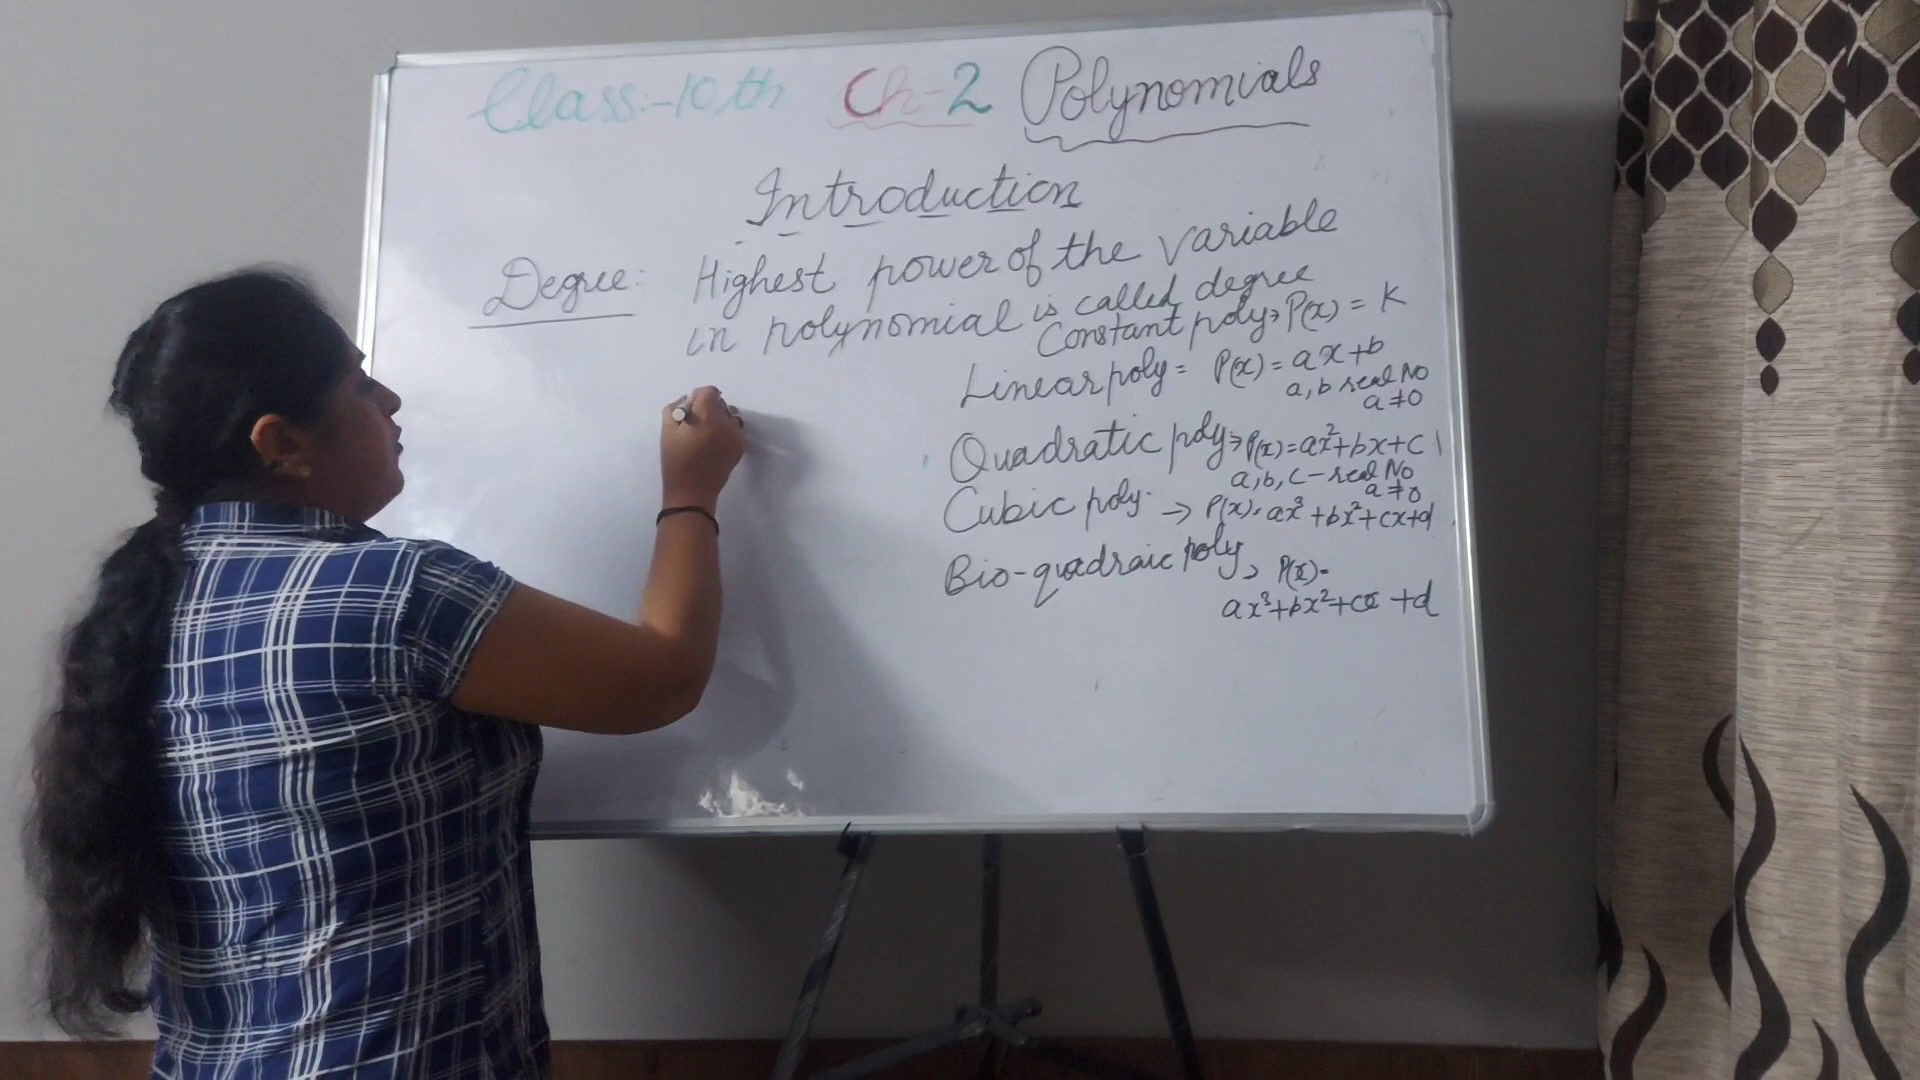 Class:-10th Ch-2 Polynomials
Introduction
Degree: Highest power of the variable
in polynomial is called degree
Constant poly→ P(x) = K
Linear poly = P(x) = ax+b
a, b real No
a≠0
Quadratic poly→ P(x)=ax²+bx+c
a,b,c-real No
a≠0
Cubic poly. → P(x)= ax³+bx²+cx+d
Bio-quadraic poly→ P(x)=
ax³+bx²+cx+d